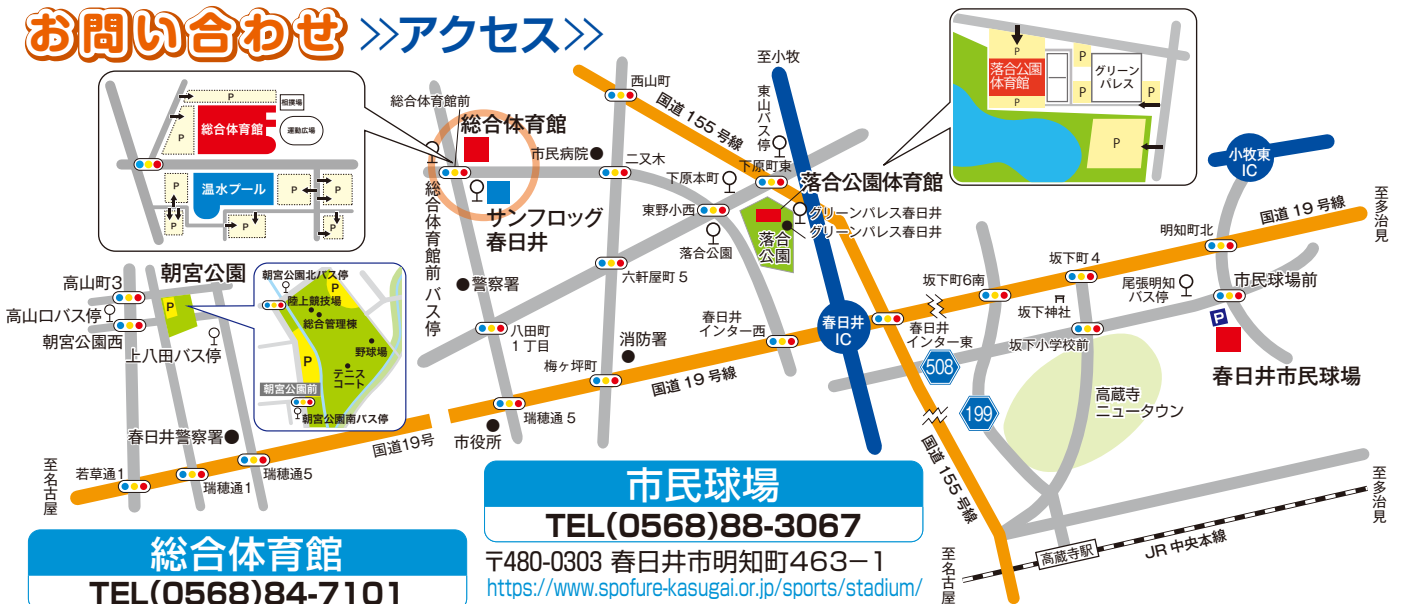 お問い合わせ >>アクセス>>
P
相撲場
総合体育館
運動広場
P
温水プール
P
P
P
P
P
P
総合体育館前
総合体育館
市民病院
二又木
西山町
国道155号線
至小牧
東山バス停
下原町東
下原本町
東野小西
落合公園
落合公園体育館
グリーンパレス春日井
グリーンパレス春日井
落合
公園
サンフロッグ
春日井
総合体育館前 バス停
警察署
八田町
1丁目
六軒屋町5
消防署
梅ヶ坪町
瑞穂通5
市役所
国道19号線
春日井
インター西
春日井
IC
春日井
インター東
508
199
国道155号線
P
落合公園
体育館
P
P
P
グリーン
パレス
P
P
小牧東
IC
至多治見
国道19号線
明知町北
坂下町4
坂下町6南
坂下神社
坂下小学校前
尾張明知
バス停
市民球場前
P
春日井市民球場
高蔵寺
ニュータウン
至多治見
JR中央本線
高蔵寺駅
至名古屋
朝宮公園
高山町3
高山口バス停
朝宮公園西
P
上八田バス停
朝宮公園北バス停
P
陸上競技場
総合管理棟
野球場
P
テニス
コート
朝宮公園前
朝宮公園南バス停
春日井警察署
国道19号
至名古屋
若草通1
瑞穂通1
瑞穂通5
総合体育館
TEL(0568)84-7101
市民球場
TEL(0568)88-3067
〒480-0303 春日井市明知町463−1
https://www.spofure-kasugai.or.jp/sports/stadium/